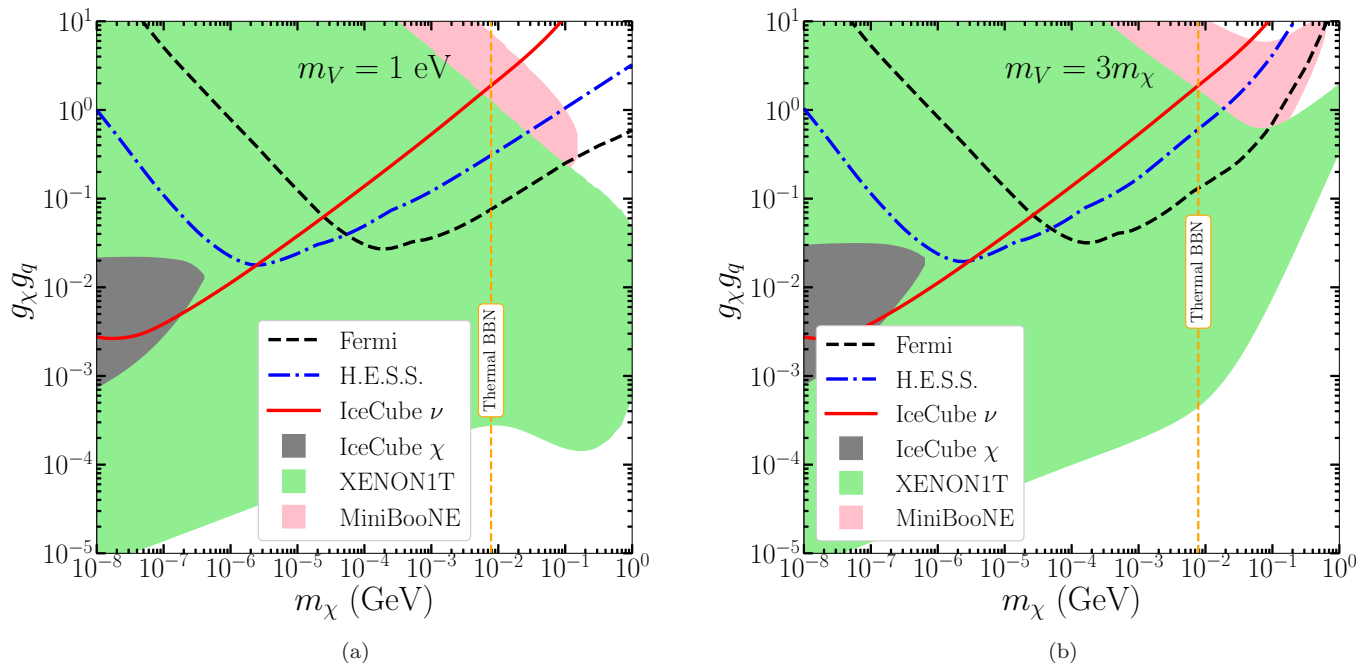 10^1
10^0
10^-1
10^-2
10^-3
10^-4
10^-5
g_χ g_q
m_V = 1 eV
Thermal BBN
Fermi
H.E.S.S.
IceCube ν
IceCube χ
XENON1T
MiniBooNE
10^-8 10^-7 10^-6 10^-5 10^-4 10^-3 10^-2 10^-1 10^0
m_χ (GeV)
(a)
10^1
10^0
10^-1
10^-2
10^-3
10^-4
10^-5
g_χ g_q
m_V = 3m_χ
Thermal BBN
Fermi
H.E.S.S.
IceCube ν
IceCube χ
XENON1T
MiniBooNE
10^-8 10^-7 10^-6 10^-5 10^-4 10^-3 10^-2 10^-1 10^0
m_χ (GeV)
(b)